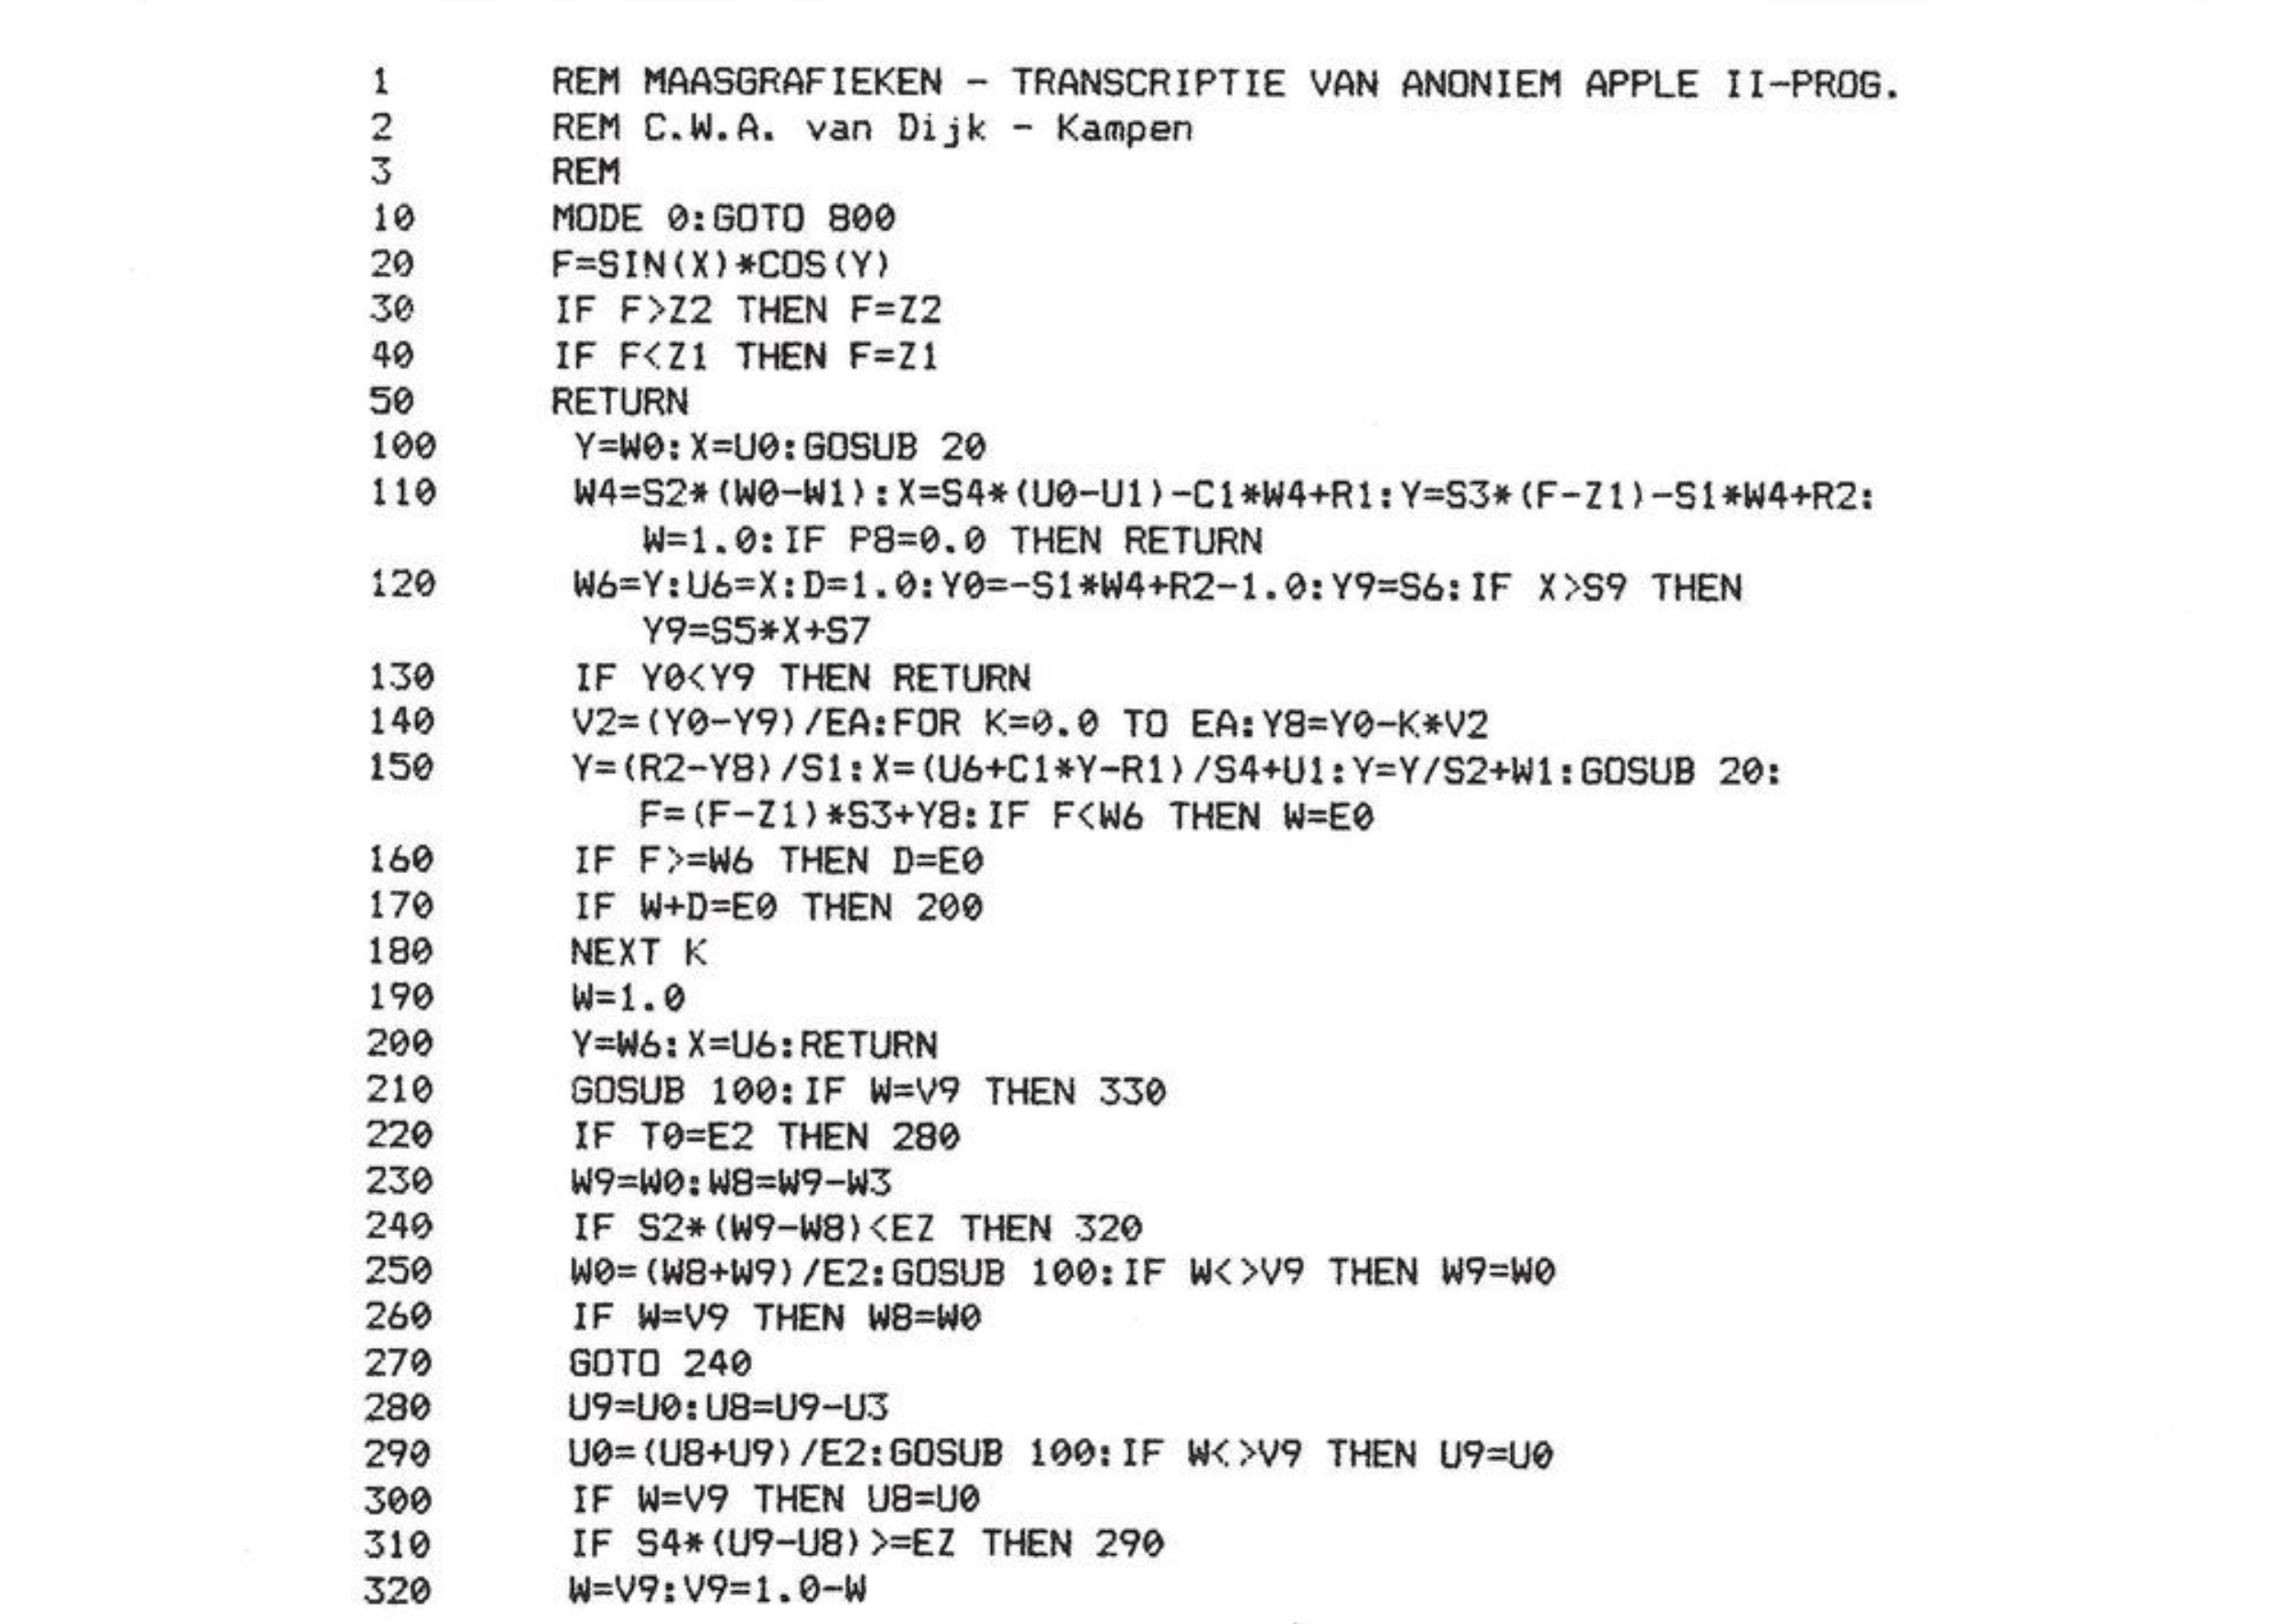 1 REM MAASGRAFIEKEN - TRANSCRIPTIE VAN ANONIEM APPLE II-PROG.
2 REM C.W.A. van Dijk - Kampen
3 REM
10 MODE 0:GOTO 800
20 F=SIN(X)*COS(Y)
30 IF F>Z2 THEN F=Z2
40 IF F<Z1 THEN F=Z1
50 RETURN
100 Y=W0:X=U0:GOSUB 20
110 W4=S2*(W0-W1):X=S4*(U0-U1)-C1*W4+R1:Y=S3*(F-Z1)-S1*W4+R2:
W=1.0:IF P8=0.0 THEN RETURN
120 W6=Y:U6=X:D=1.0:Y0=-S1*W4+R2-1.0:Y9=S6:IF X>S9 THEN
Y9=S5*X+S7
130 IF Y0<Y9 THEN RETURN
140 V2=(Y0-Y9)/EA:FOR K=0.0 TO EA:Y8=Y0-K*V2
150 Y=(R2-Y8)/S1:X=(U6+C1*Y-R1)/S4+U1:Y=Y/S2+W1:GOSUB 20:
F=(F-Z1)*S3+Y8:IF F<W6 THEN W=E0
160 IF F>=W6 THEN D=E0
170 IF W+D=E0 THEN 200
180 NEXT K
190 W=1.0
200 Y=W6:X=U6:RETURN
210 GOSUB 100:IF W=V9 THEN 330
220 IF T0=E2 THEN 280
230 W9=W0:W8=W9-W3
240 IF S2*(W9-W8)<EZ THEN 320
250 W0=(W8+W9)/E2:GOSUB 100:IF W<>V9 THEN W9=W0
260 IF W=V9 THEN W8=W0
270 GOTO 240
280 U9=U0:U8=U9-U3
290 U0=(U8+U9)/E2:GOSUB 100:IF W<>V9 THEN U9=U0
300 IF W=V9 THEN U8=U0
310 IF S4*(U9-U8)>=EZ THEN 290
320 W=V9:V9=1.0-W